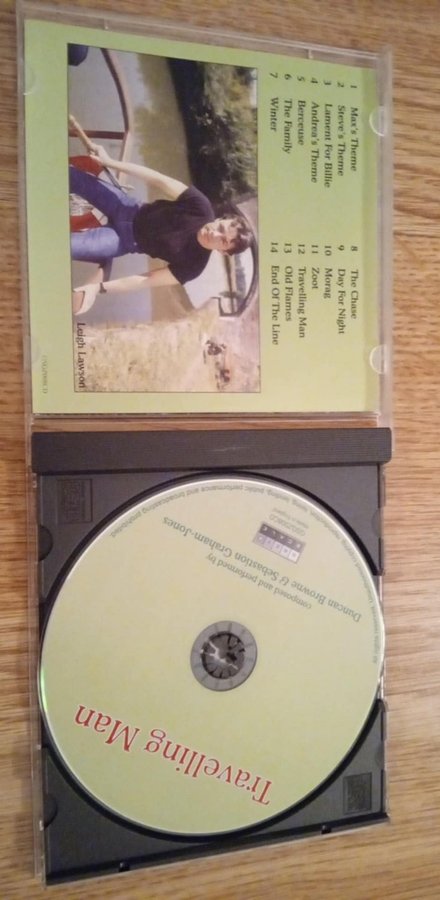 1 Max's Theme
2 Steve's Theme
3 Lament For Billie
4 Andrea's Theme
5 Berceuse
6 The Family
7 Winter
8 The Chase
9 Day For Night
10 Morag
11 Zoot
12 Travelling Man
13 Old Flames
14 End Of The Line
Leigh Lawson
Travelling Man
composed and performed by
Duncan Browne & Sebastion Graham-Jones